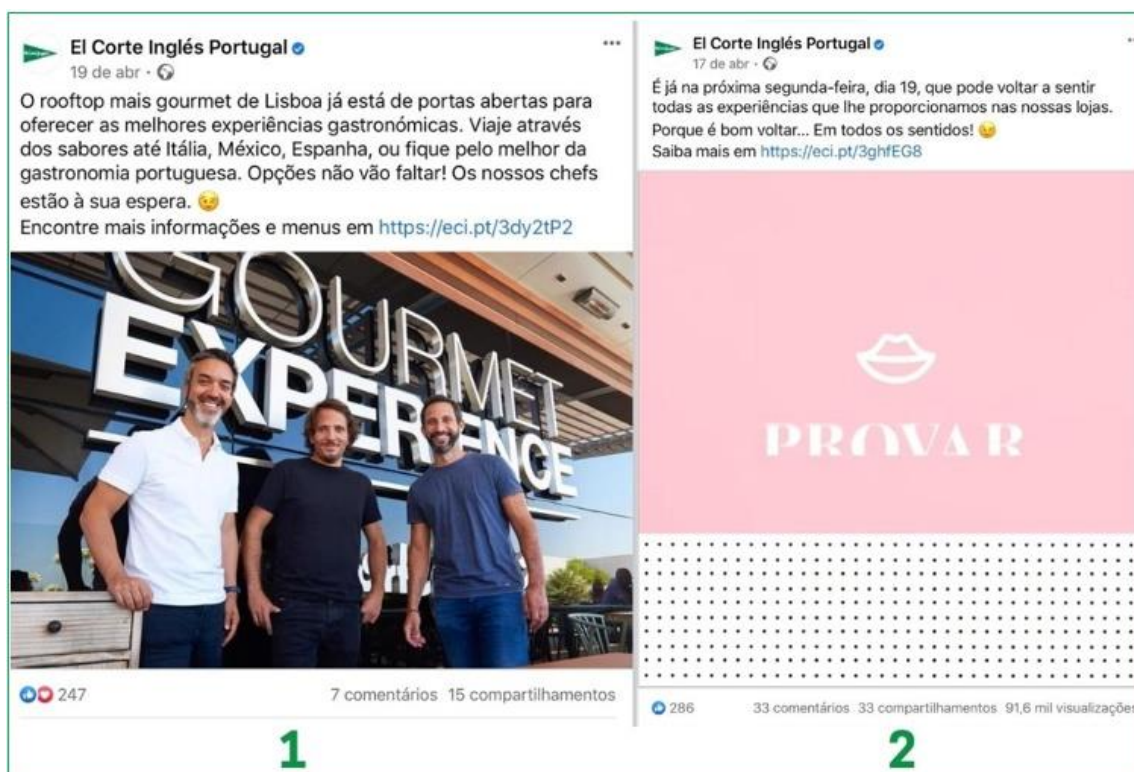 El Corte Inglés Portugal
19 de abr
O rooftop mais gourmet de Lisboa já está de portas abertas para
oferecer as melhores experiências gastronómicas. Viaje através
dos sabores até Itália, México, Espanha, ou fique pelo melhor da
gastronomia portuguesa. Opções não vão faltar! Os nossos chefs
estão à sua espera. 😉
Encontre mais informações e menus em https://eci.pt/3dy2tP2
GOURMET
EXPERIENCE
247
7 comentários 15 compartilhamentos
1
El Corte Inglés Portugal
17 de abr
É já na próxima segunda-feira, dia 19, que pode voltar a sentir
todas as experiências que lhe proporcionamos nas nossas lojas.
Porque é bom voltar... Em todos os sentidos! 😉
Saiba mais em https://eci.pt/3ghfEG8
PROVAR
286
33 comentários 33 compartilhamentos 91,6 mil visualizações
2